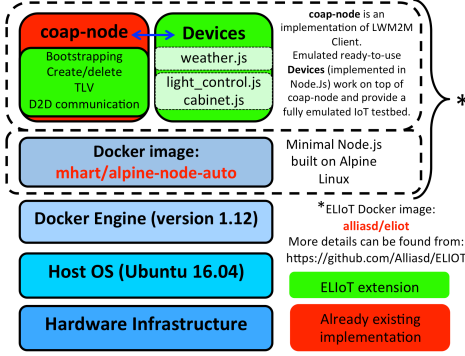 coap-node
Devices
Bootstrapping
Create/delete
TLV
D2D communication
weather.js
light_control.js
cabinet.js
coap-node is an
implementation of LWM2M
Client.
Emulated ready-to-use
Devices (implemented in
Node.Js) work on top of
coap-node and provide a
fully emulated IoT testbed.
*
Docker image:
mhart/alpine-node-auto
Minimal Node.js
built on Alpine
Linux
Docker Engine (version 1.12)
Host OS (Ubuntu 16.04)
Hardware Infrastructure
*ELIoT Docker image:
alliasd/eliot
More details can be found from:
https://github.com/Alliasd/ELIOT
ELIoT extension
Already existing
implementation